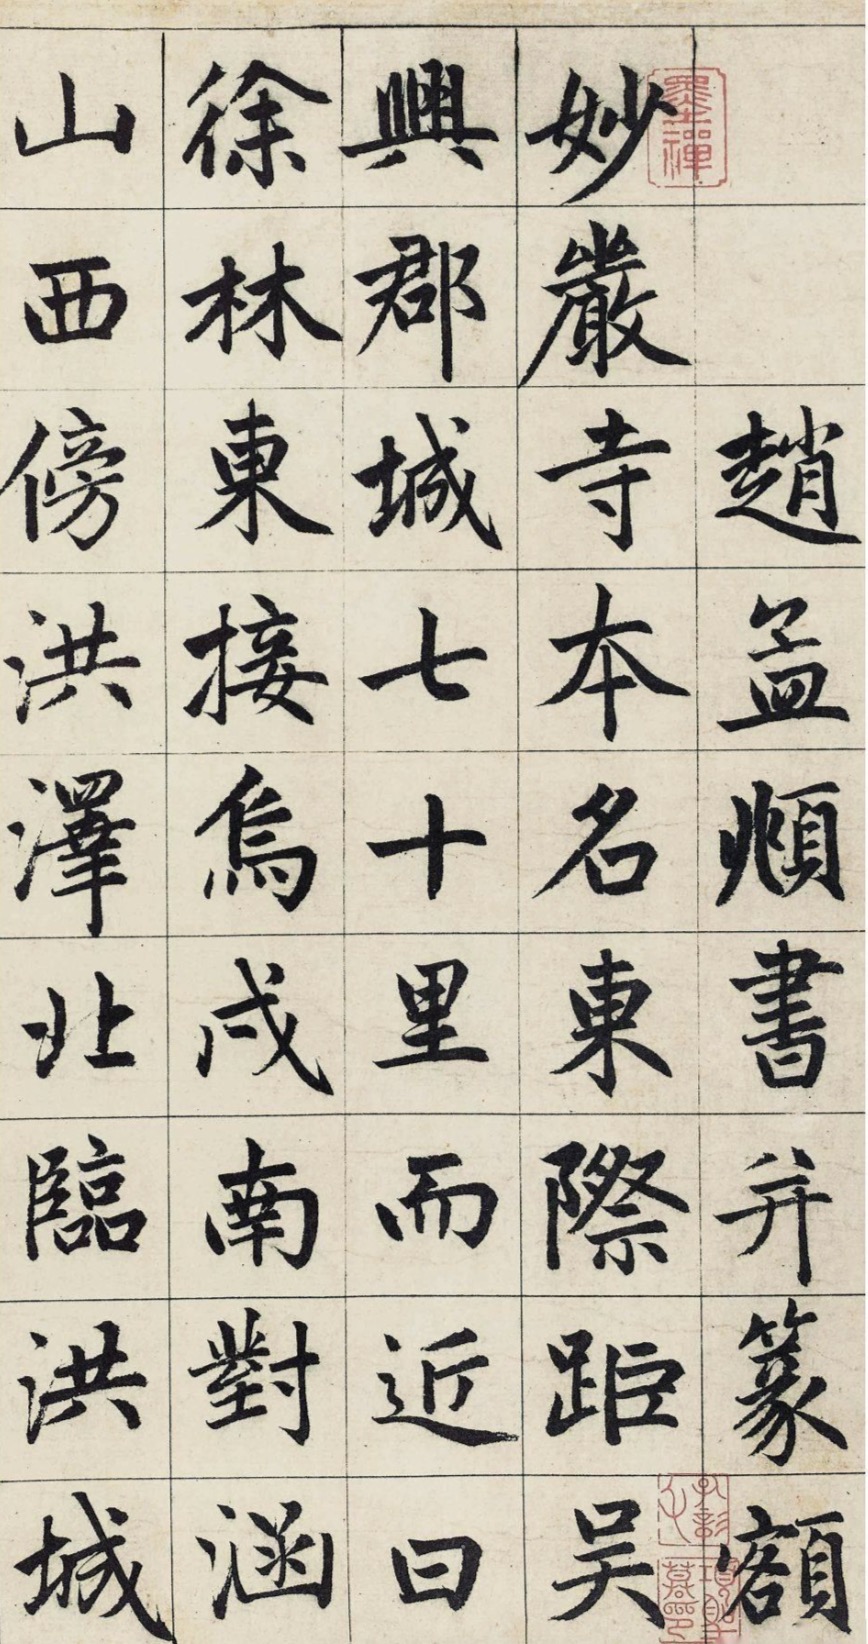 趙孟頫書并篆額
妙嚴寺本名東際距吴
興郡城七十里而近曰
徐林東接烏戍南對涵
山西傍洪澤北臨洪城
墨禪